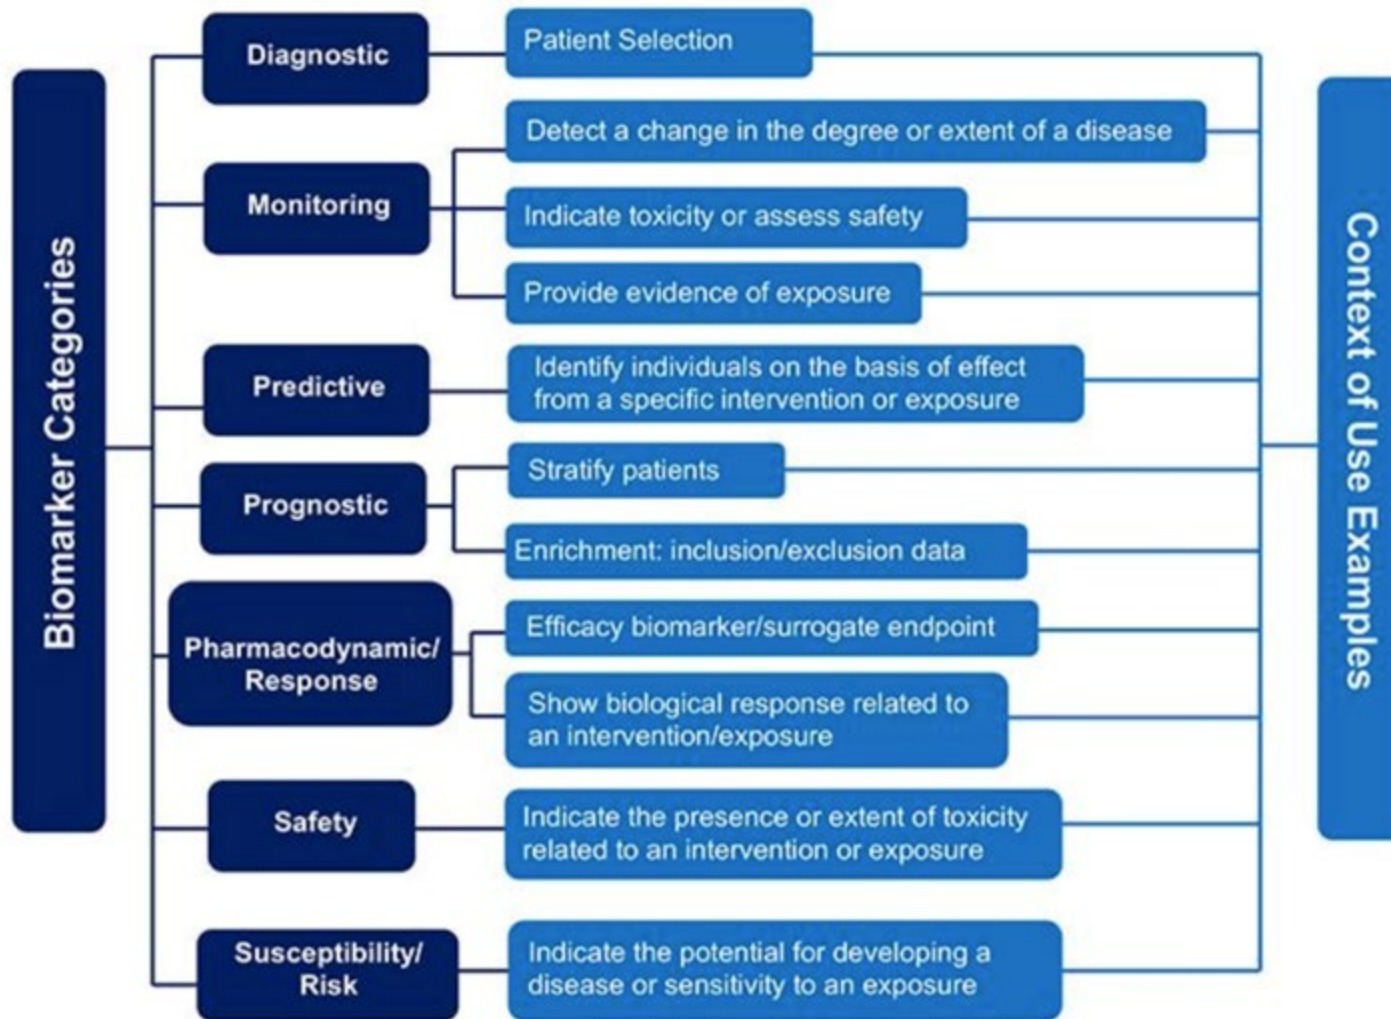 Biomarker Categories
Diagnostic
Patient Selection
Monitoring
Detect a change in the degree or extent of a disease
Indicate toxicity or assess safety
Provide evidence of exposure
Predictive
Identify individuals on the basis of effect
from a specific intervention or exposure
Prognostic
Stratify patients
Enrichment: inclusion/exclusion data
Pharmacodynamic/
Response
Efficacy biomarker/surrogate endpoint
Show biological response related to
an intervention/exposure
Safety
Indicate the presence or extent of toxicity
related to an intervention or exposure
Susceptibility/
Risk
Indicate the potential for developing a
disease or sensitivity to an exposure
Context of Use Examples